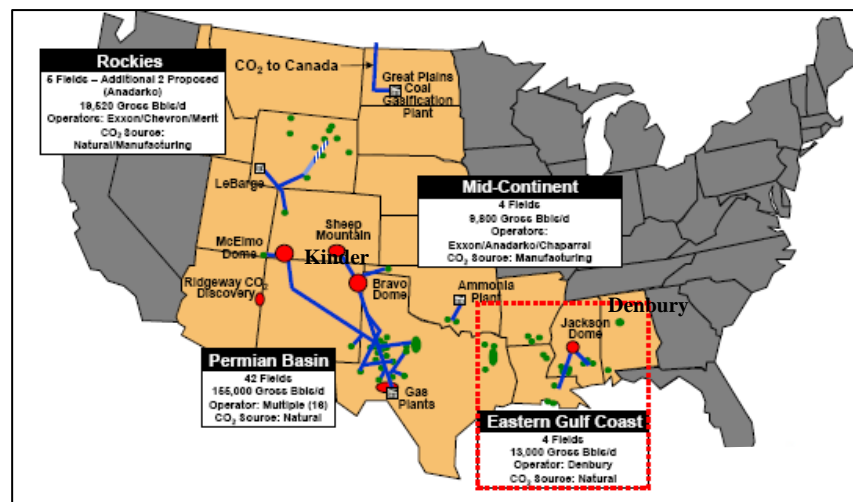 Rockies
5 Fields – Additional 2 Proposed
(Anadarko)
19,520 Gross Bbls/d
Operators: Exxon/Chevron/Merit
CO2 Source:
Natural/Manufacturing
CO2 to Canada
Great Plains
Coal
Gasification
Plant
LeBarge
Mid-Continent
4 Fields
9,800 Gross Bbls/d
Operators:
Exxon/Anadarko/Chaparral
CO2 Source: Manufacturing
Sheep
Mountain
McElmo
Dome
Kinder
Ridgeway CO2
Discovery
Bravo
Dome
Ammonia
Plant
Denbury
Jackson
Dome
Permian Basin
42 Fields
155,000 Gross Bbls/d
Operator: Multiple (16)
CO2 Source: Natural
Gas
Plants
Eastern Gulf Coast
4 Fields
13,000 Gross Bbls/d
Operator: Denbury
CO2 Source: Natural